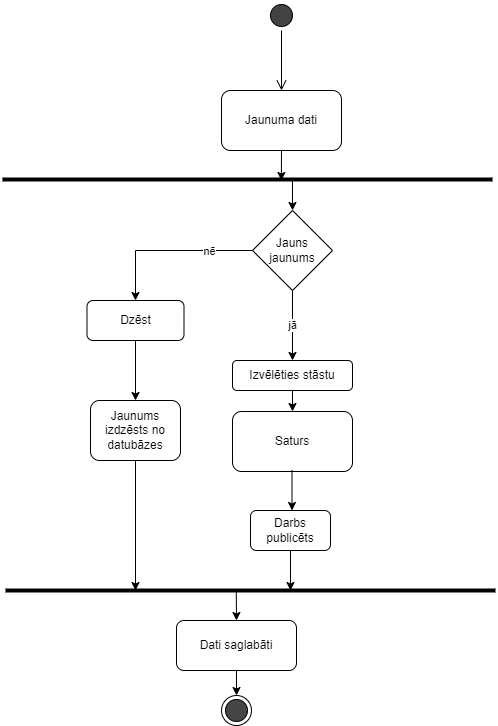 Jaunuma dati
Jauns
jaunums
nē
jā
Dzēst
Izvēlēties stāstu
Jaunums
izdzēsts no
datubāzes
Saturs
Darbs
publicēts
Dati saglabāti